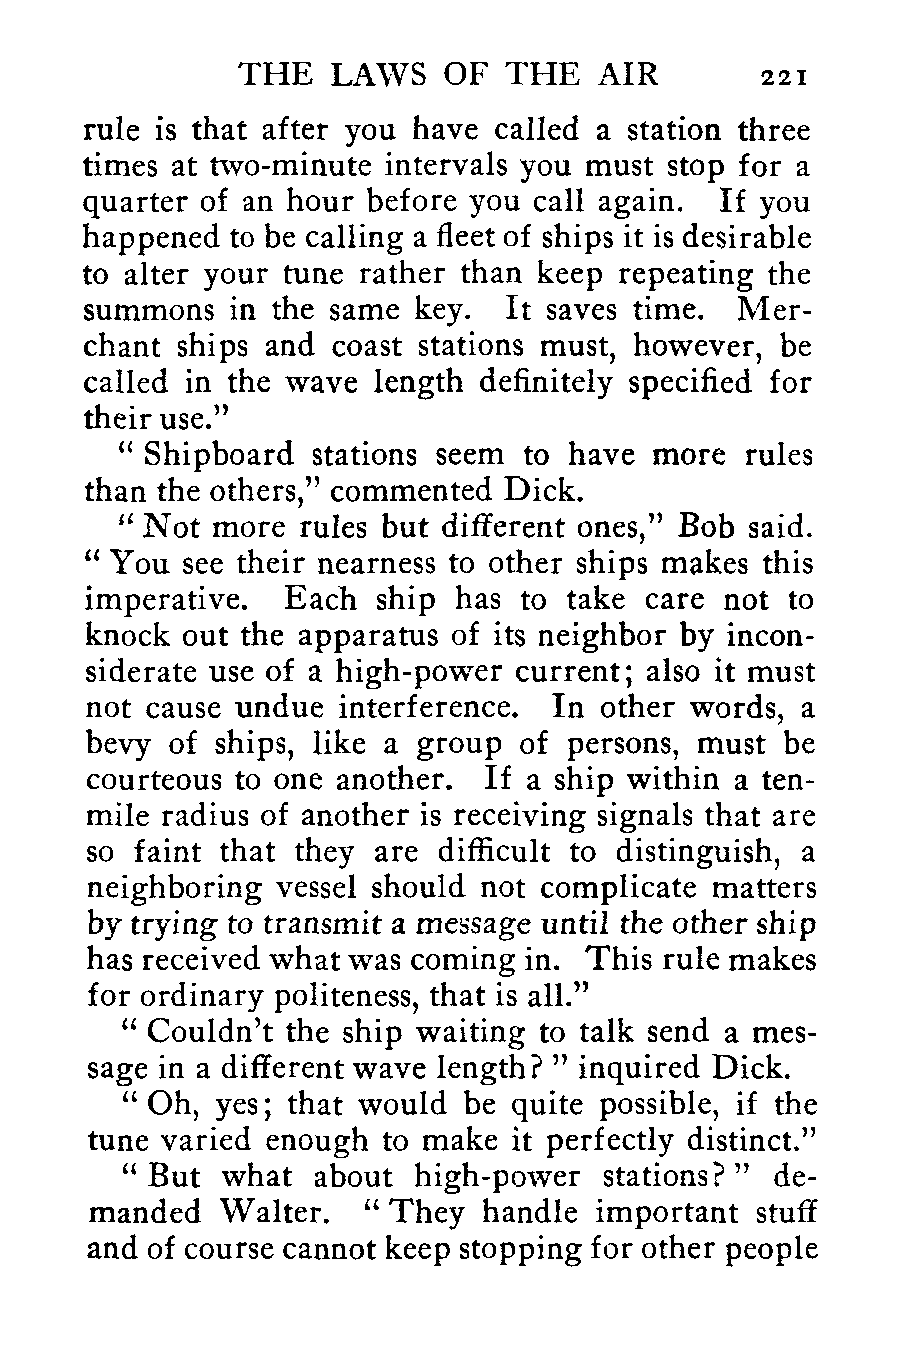 THE LAWS OF THE AIR 221
rule is that after you have called a station three
times at two-minute intervals you must stop for a
quarter of an hour before you call again. If you
happened to be calling a fleet of ships it is desirable
to alter your tune rather than keep repeating the
summons in the same key. It saves time. Mer-
chant ships and coast stations must, however, be
called in the wave length definitely specified for
their use."
" Shipboard stations seem to have more rules
than the others," commented Dick.
" Not more rules but different ones," Bob said.
" You see their nearness to other ships makes this
imperative. Each ship has to take care not to
knock out the apparatus of its neighbor by incon-
siderate use of a high-power current; also it must
not cause undue interference. In other words, a
bevy of ships, like a group of persons, must be
courteous to one another. If a ship within a ten-
mile radius of another is receiving signals that are
so faint that they are difficult to distinguish, a
neighboring vessel should not complicate matters
by trying to transmit a message until the other ship
has received what was coming in. This rule makes
for ordinary politeness, that is all."
" Couldn't the ship waiting to talk send a mes-
sage in a different wave length? " inquired Dick.
" Oh, yes; that would be quite possible, if the
tune varied enough to make it perfectly distinct."
" But what about high-power stations? " de-
manded Walter. " They handle important stuff
and of course cannot keep stopping for other people